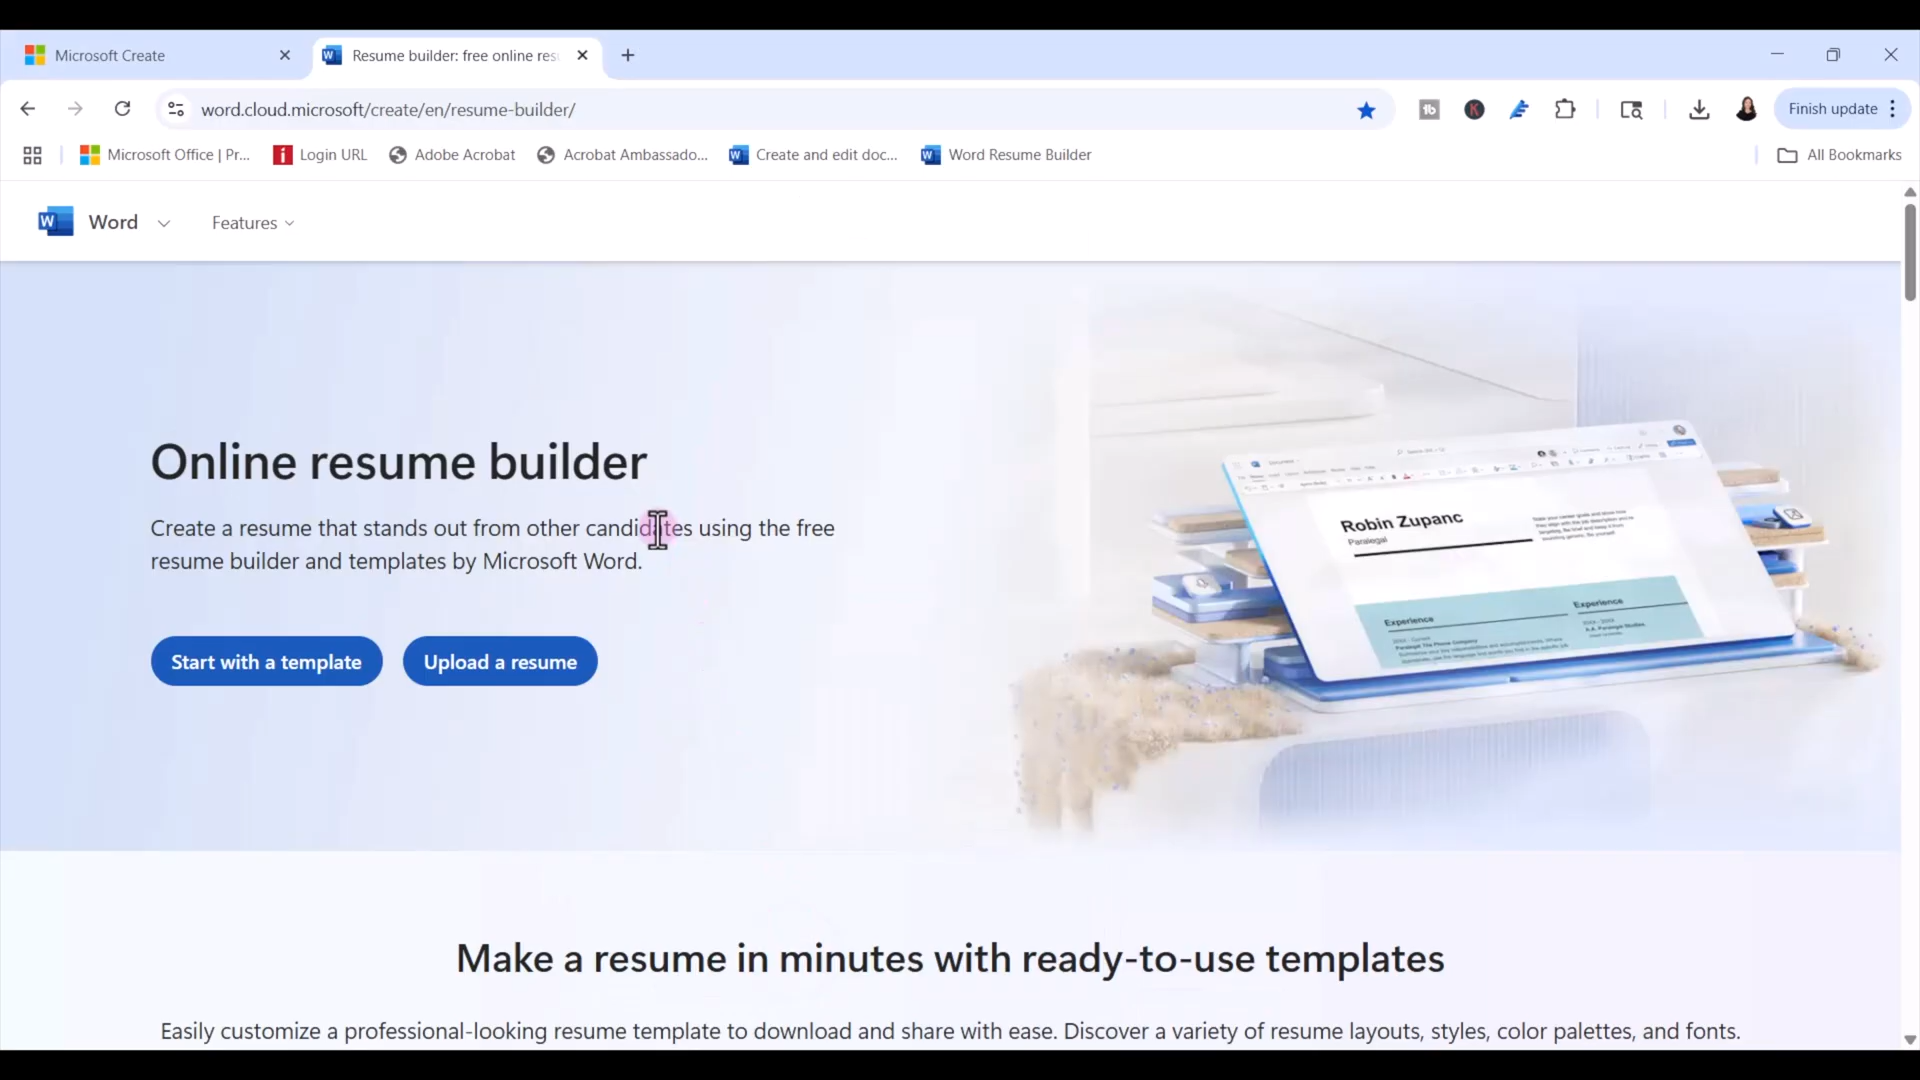 Microsoft Create
Resume builder: free online res
word.cloud.microsoft/create/en/resume-builder/
Finish update
Microsoft Office | Pr...
Login URL
Adobe Acrobat
Acrobat Ambassado...
Create and edit doc...
Word Resume Builder
All Bookmarks
Word
Features
Online resume builder
Create a resume that stands out from other candidates using the free
resume builder and templates by Microsoft Word.
Start with a template
Upload a resume
Robin Zupanc
Paralegal
Experience
Experience
Make a resume in minutes with ready-to-use templates
Easily customize a professional-looking resume template to download and share with ease. Discover a variety of resume layouts, styles, color palettes, and fonts.